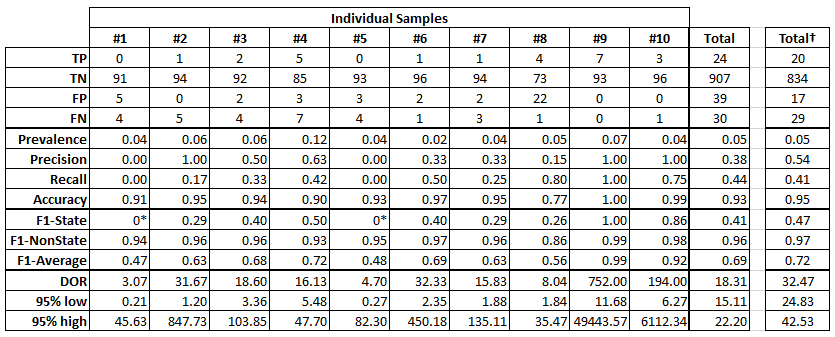 Individual Samples
#1 #2 #3 #4 #5 #6 #7 #8 #9 #10 Total Total†
TP 0 1 2 5 0 1 1 4 7 3 24 20
TN 91 94 92 85 93 96 94 73 93 96 907 834
FP 5 0 2 3 3 2 2 22 0 0 39 17
FN 4 5 4 7 4 1 3 1 0 1 30 29
Prevalence 0.04 0.06 0.06 0.12 0.04 0.02 0.04 0.05 0.07 0.04 0.05 0.05
Precision 0.00 1.00 0.50 0.63 0.00 0.33 0.33 0.15 1.00 1.00 0.38 0.54
Recall 0.00 0.17 0.33 0.42 0.00 0.50 0.25 0.80 1.00 0.75 0.44 0.41
Accuracy 0.91 0.95 0.94 0.90 0.93 0.97 0.95 0.77 1.00 0.99 0.93 0.95
F1-State 0* 0.29 0.40 0.50 0* 0.40 0.29 0.26 1.00 0.86 0.41 0.47
F1-NonState 0.94 0.96 0.96 0.93 0.95 0.97 0.96 0.86 0.99 0.98 0.96 0.97
F1-Average 0.47 0.63 0.68 0.72 0.48 0.69 0.63 0.56 0.99 0.92 0.69 0.72
DOR 3.07 31.67 18.60 16.13 4.70 32.33 15.83 8.04 752.00 194.00 18.31 32.47
95% low 0.21 1.20 3.36 5.48 0.27 2.35 1.88 1.84 11.68 6.27 15.11 24.83
95% high 45.63 847.73 103.85 47.70 82.30 450.18 135.11 35.47 49443.57 6112.34 22.20 42.53